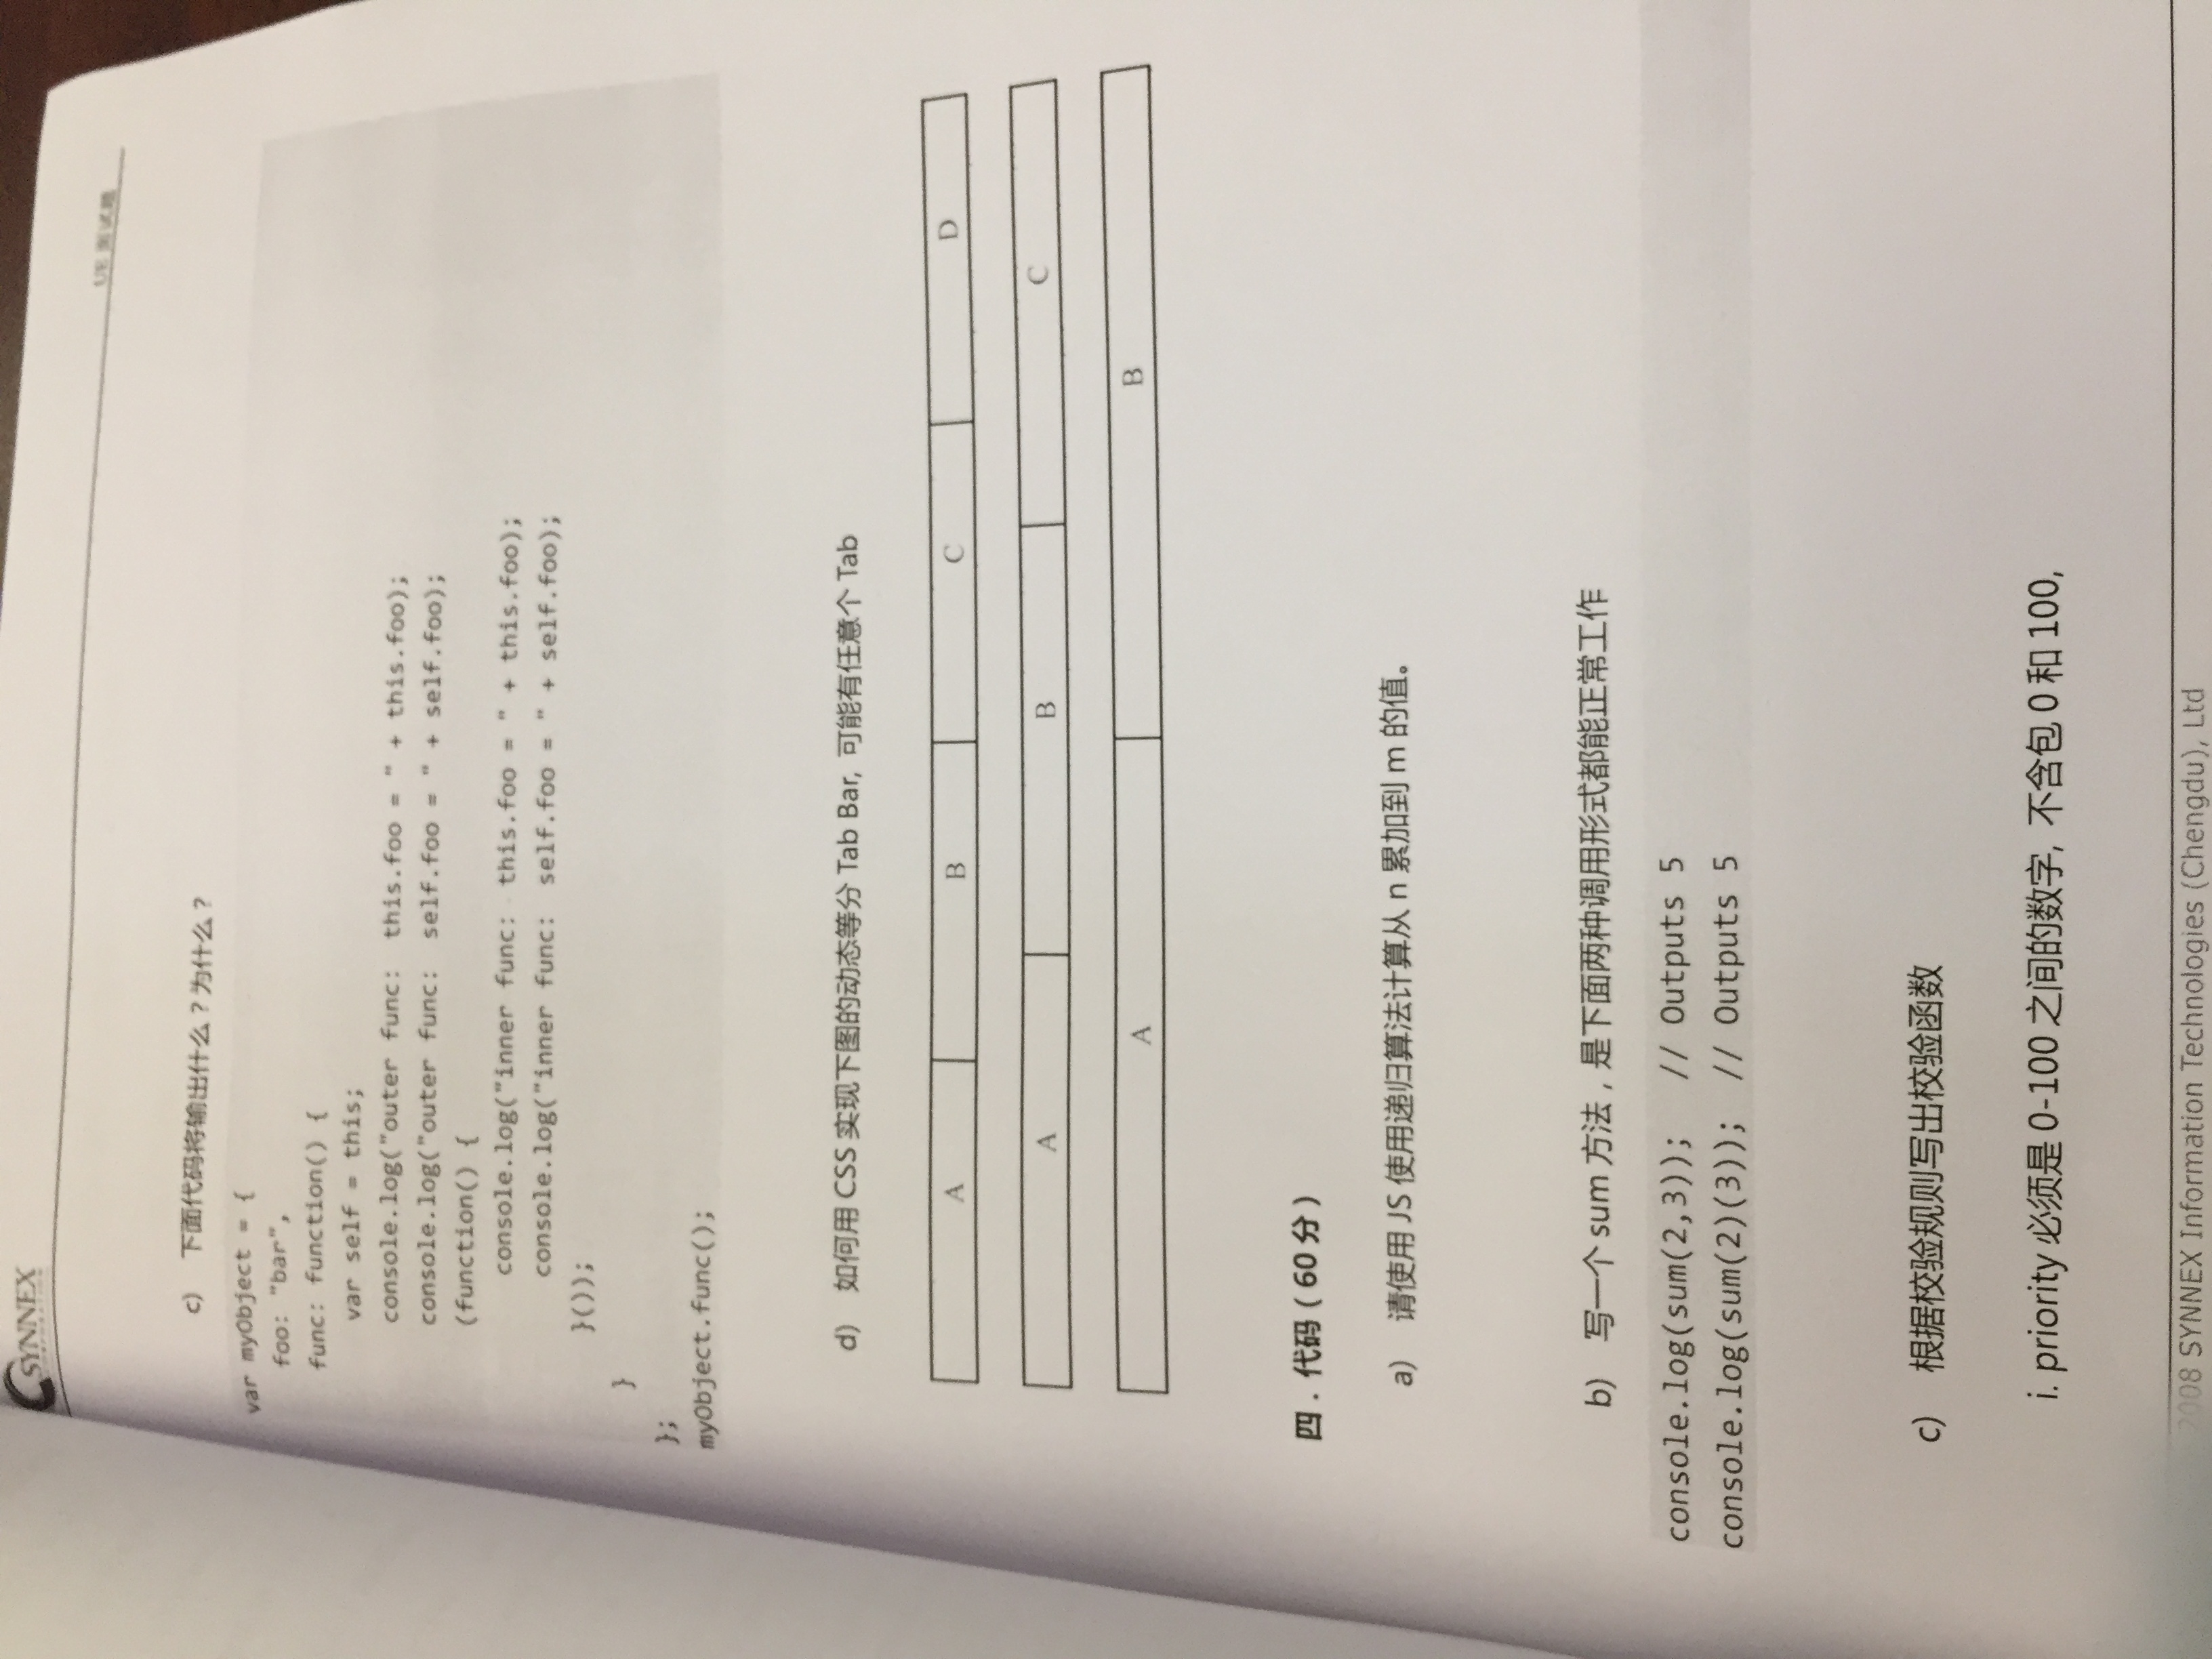 SYNNEX
CORPORATION
UE 面试题
c) 下面代码将输出什么？为什么？
var myObject = {
foo: "bar",
func: function() {
var self = this;
console.log("outer func:  this.foo = " + this.foo);
console.log("outer func:  self.foo = " + self.foo);
(function() {
console.log("inner func:  this.foo = " + this.foo);
console.log("inner func:  self.foo = " + self.foo);
}());
}
};
myObject.func();
d) 如何用 CSS 实现下图的动态等分 Tab Bar, 可能有任意个 Tab
A B C D
A B C
A B
四．代码（60 分）
a) 请使用 JS 使用递归算法计算从 n 累加到 m 的值。
b) 写一个 sum 方法，是下面两种调用形式都能正常工作
console.log(sum(2,3));   // Outputs 5
console.log(sum(2)(3));  // Outputs 5
c) 根据校验规则写出校验函数
i. priority 必须是 0-100 之间的数字, 不含包 0 和 100,
2008 SYNNEX Information Technologies (Chengdu), Ltd